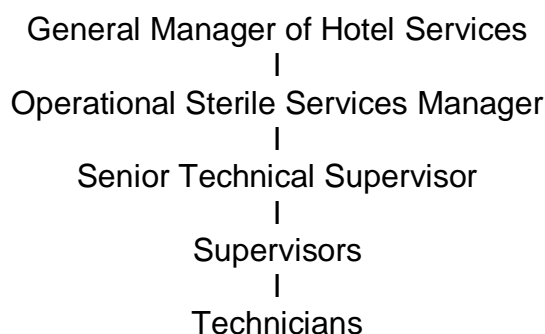 General Manager of Hotel Services
I
Operational Sterile Services Manager
I
Senior Technical Supervisor
I
Supervisors
I
Technicians